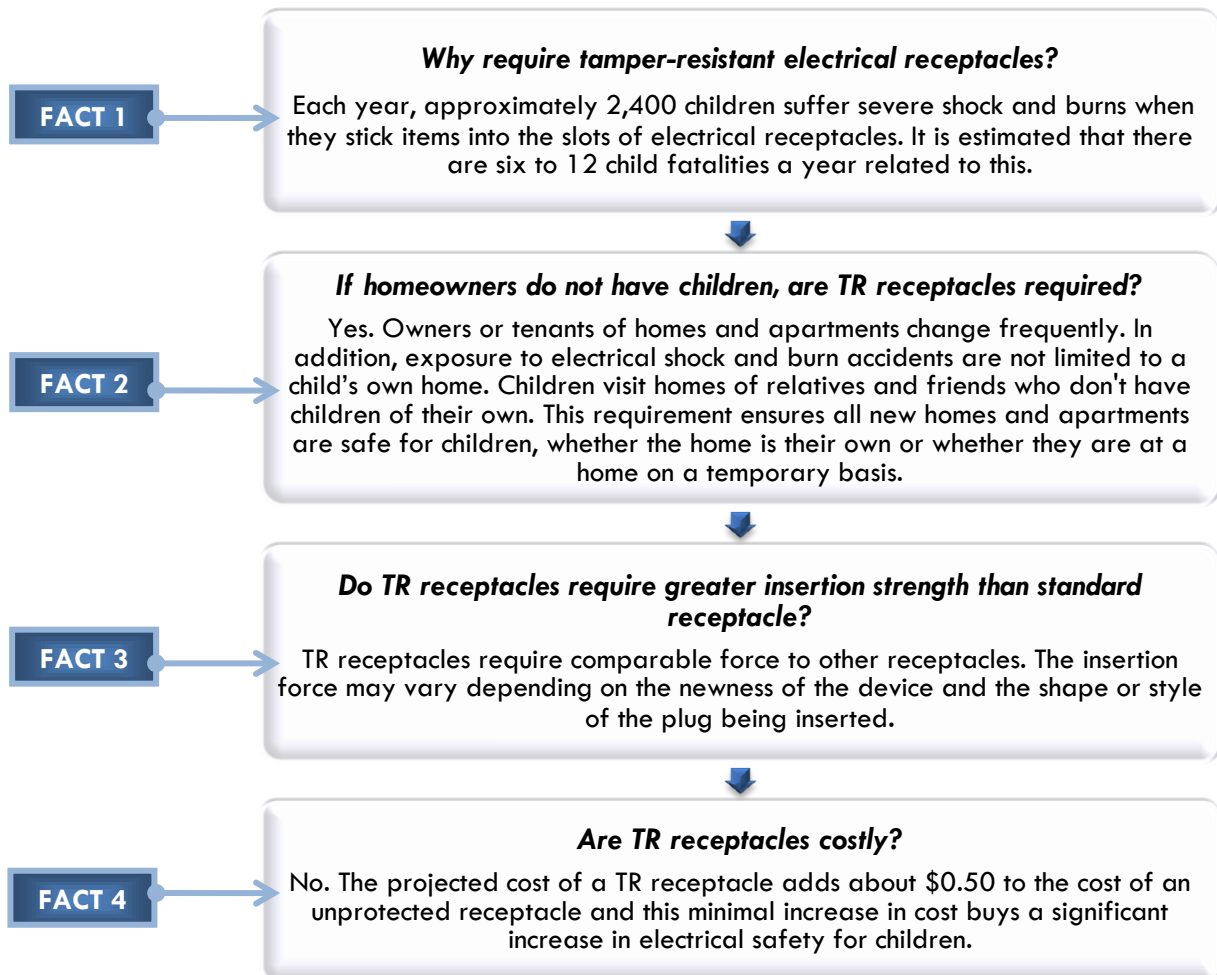 Why require tamper-resistant electrical receptacles?
FACT 1
Each year, approximately 2,400 children suffer severe shock and burns when
they stick items into the slots of electrical receptacles. It is estimated that there
are six to 12 child fatalities a year related to this.
If homeowners do not have children, are TR receptacles required?
FACT 2
Yes. Owners or tenants of homes and apartments change frequently. In
addition, exposure to electrical shock and burn accidents are not limited to a
child's own home. Children visit homes of relatives and friends who don't have
children of their own. This requirement ensures all new homes and apartments
are safe for children, whether the home is their own or whether they are at a
home on a temporary basis.
Do TR receptacles require greater insertion strength than standard
receptacle?
FACT 3
TR receptacles require comparable force to other receptacles. The insertion
force may vary depending on the newness of the device and the shape or style
of the plug being inserted.
Are TR receptacles costly?
FACT 4
No. The projected cost of a TR receptacle adds about $0.50 to the cost of an
unprotected receptacle and this minimal increase in cost buys a significant
increase in electrical safety for children.